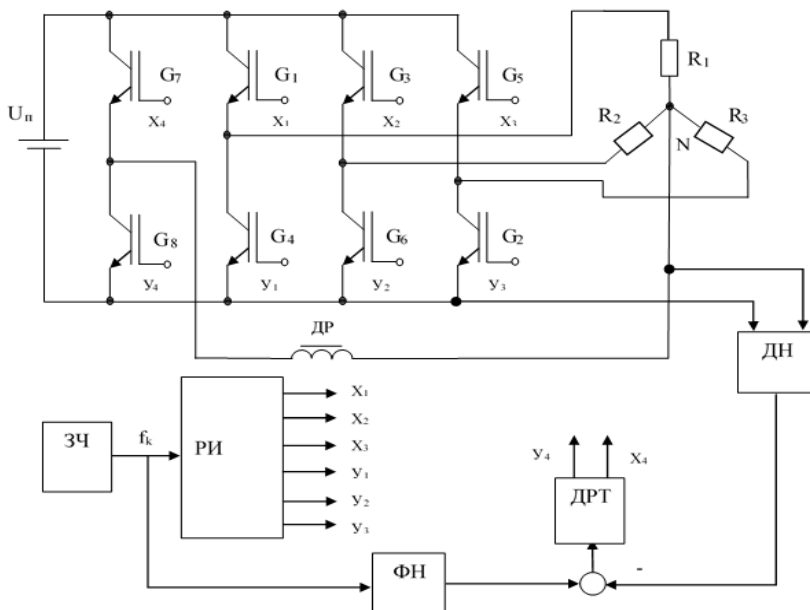 Uп
G7
G1
G3
G5
X4
X1
X2
X3
R1
R2
R3
N
G8
G4
G6
G2
У4
У1
У2
У3
ДР
ДН
ЗЧ
fk
РИ
X1
X2
X3
У1
У2
У3
У4
X4
ДРТ
ФН
-